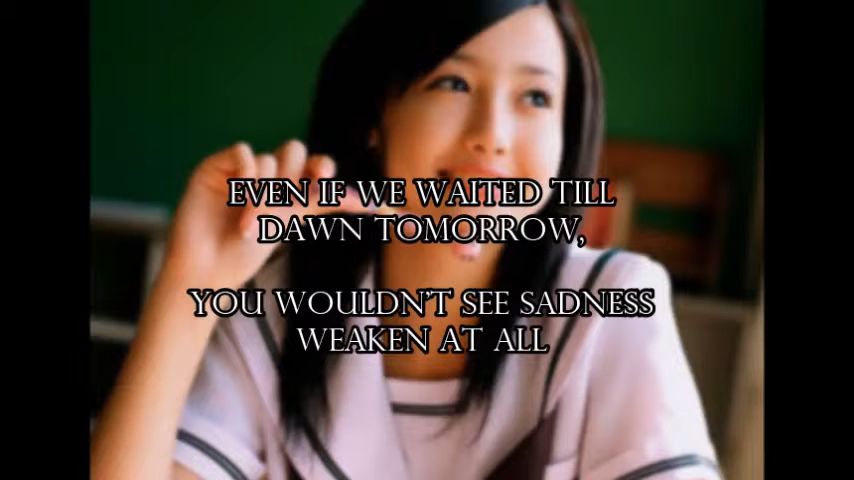 EVEN IF WE WAITED TILL
DAWN TOMORROW,
YOU WOULDN'T SEE SADNESS
WEAKEN AT ALL